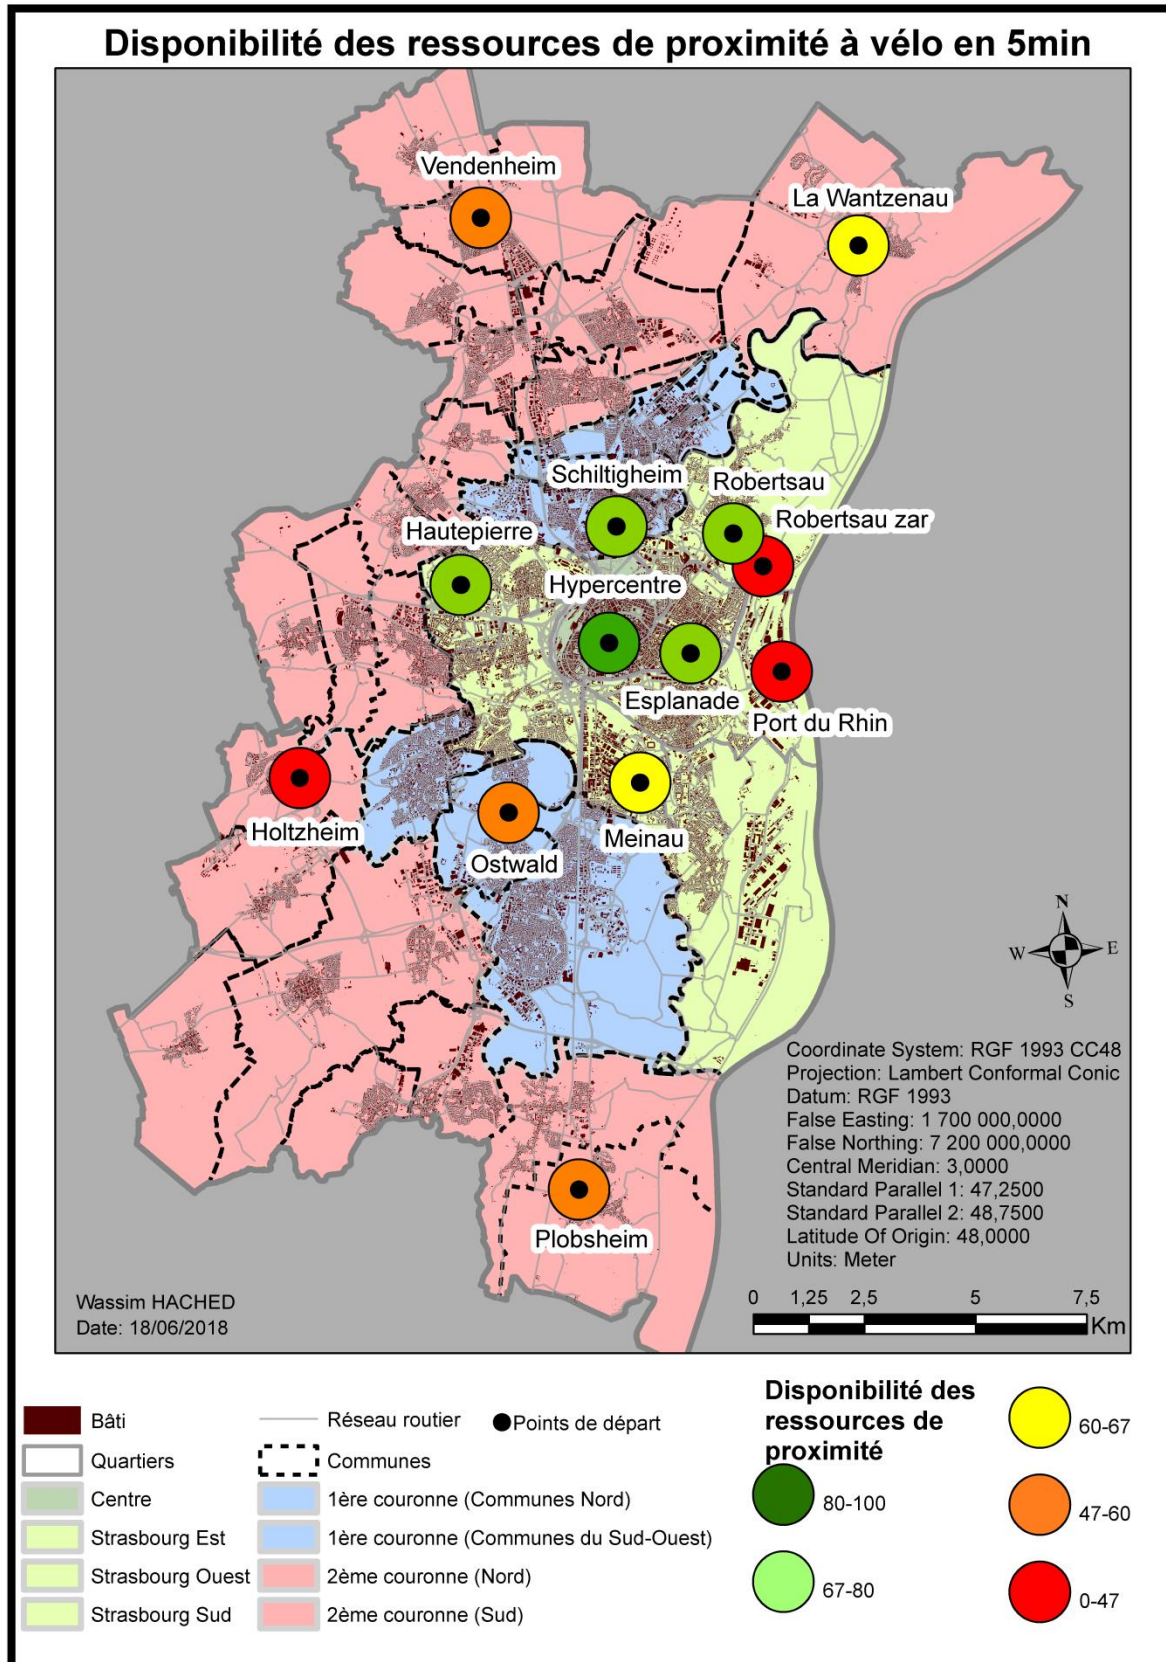 Disponibilité des ressources de proximité à vélo en 5min
Vendenheim
La Wantzenau
Schiltigheim
Robertsau
Robertsau zar
Hautepierre
Hypercentre
Esplanade
Port du Rhin
Holtzheim
Ostwald
Meinau
Plobsheim
N
W
E
S
Coordinate System: RGF 1993 CC48
Projection: Lambert Conformal Conic
Datum: RGF 1993
False Easting: 1 700 000,0000
False Northing: 7 200 000,0000
Central Meridian: 3,0000
Standard Parallel 1: 47,2500
Standard Parallel 2: 48,7500
Latitude Of Origin: 48,0000
Units: Meter
Wassim HACHED
Date: 18/06/2018
0 1,25 2,5 5 7,5
Km
Bâti
Quartiers
Centre
Strasbourg Est
Strasbourg Ouest
Strasbourg Sud
Réseau routier
Points de départ
Communes
1ère couronne (Communes Nord)
1ère couronne (Communes du Sud-Ouest)
2ème couronne (Nord)
2ème couronne (Sud)
Disponibilité des
ressources de
proximité
80-100
67-80
60-67
47-60
0-47